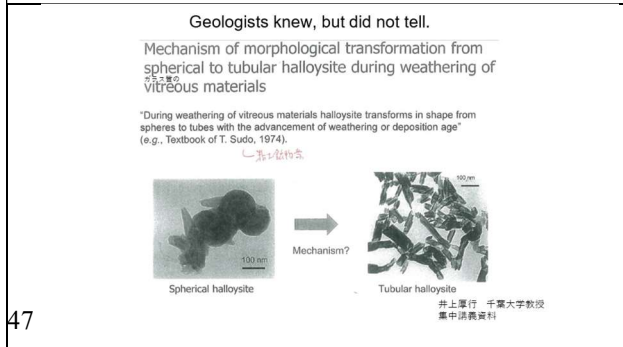 Geologists knew, but did not tell.
Mechanism of morphological transformation from
spherical to tubular halloysite during weathering of
ガラス質の
vitreous materials
"During weathering of vitreous materials halloysite transforms in shape from
spheres to tubes with the advancement of weathering or deposition age"
(e.g., Textbook of T. Sudo, 1974).
100 nm
Mechanism?
100 nm
Spherical halloysite
Tubular halloysite
井上厚行 千葉大学教授
集中講義資料
47